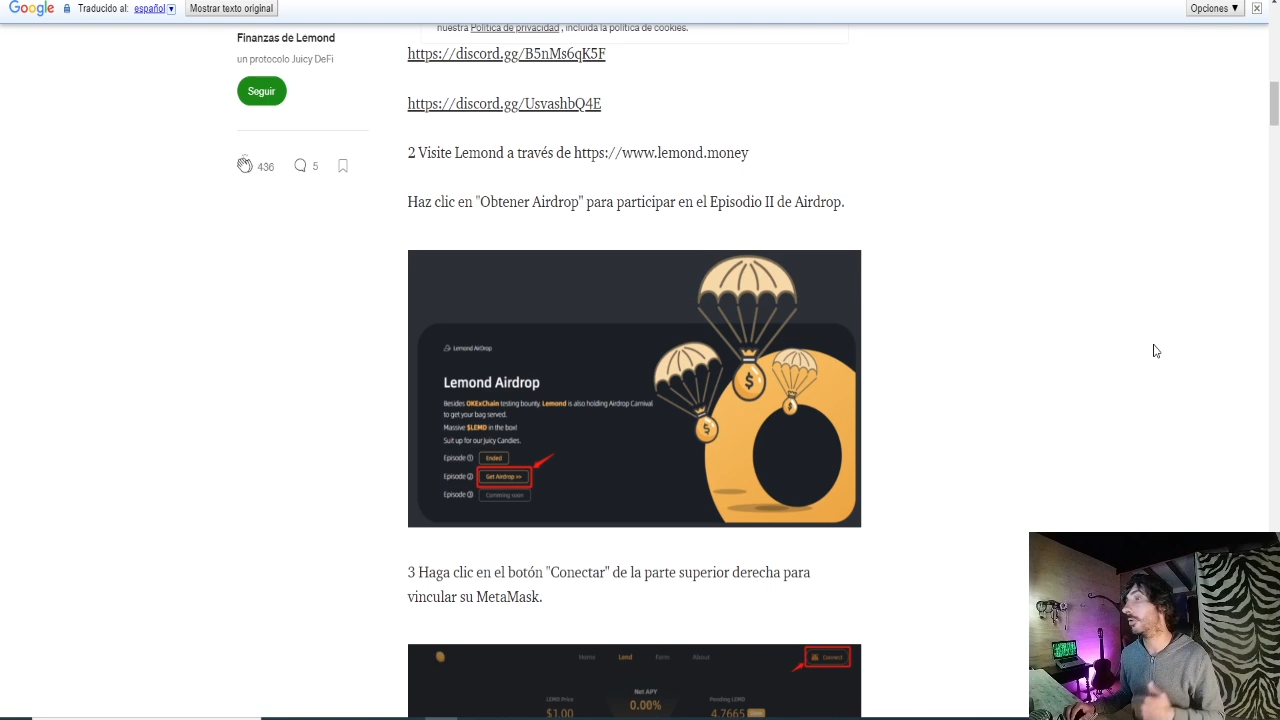 Google Traducido al: español Mostrar texto original Opciones ▼
nuestra Política de privacidad , incluida la política de cookies.
Finanzas de Lemond
un protocolo Juicy DeFi
Seguir
436 5
https://discord.gg/B5nMs6qK5F
https://discord.gg/UsvashbQ4E
2 Visite Lemond a través de https://www.lemond.money
Haz clic en "Obtener Airdrop" para participar en el Episodio II de Airdrop.
Lemond AirDrop
Lemond Airdrop
Besides OKExChain testing bounty. Lemond is also holding Airdrop Carnival
to get your bag served.
Massive $LEMD in the box!
Suit up for our Juicy Candies.
Episode (1) Ended
Episode (2) Get Airdrop >>
Episode (3) Comming soon
3 Haga clic en el botón "Conectar" de la parte superior derecha para
vincular su MetaMask.
Home Lend Farm About Connect
LEMD Price Net APY Pending LEMD
$1.00 0.00% 4.7665